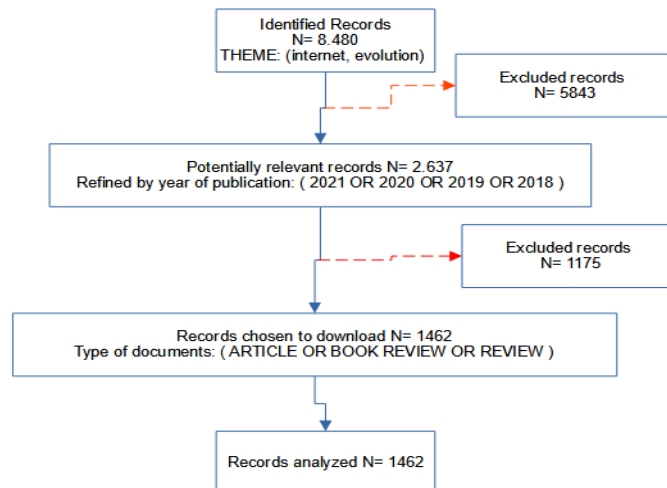 Identified Records
N= 8.480
THEME: (internet, evolution)
Excluded records
N= 5843
Potentially relevant records N= 2.637
Refined by year of publication: ( 2021 OR 2020 OR 2019 OR 2018 )
Excluded records
N= 1175
Records chosen to download N= 1462
Type of documents: ( ARTICLE OR BOOK REVIEW OR REVIEW )
Records analyzed N= 1462